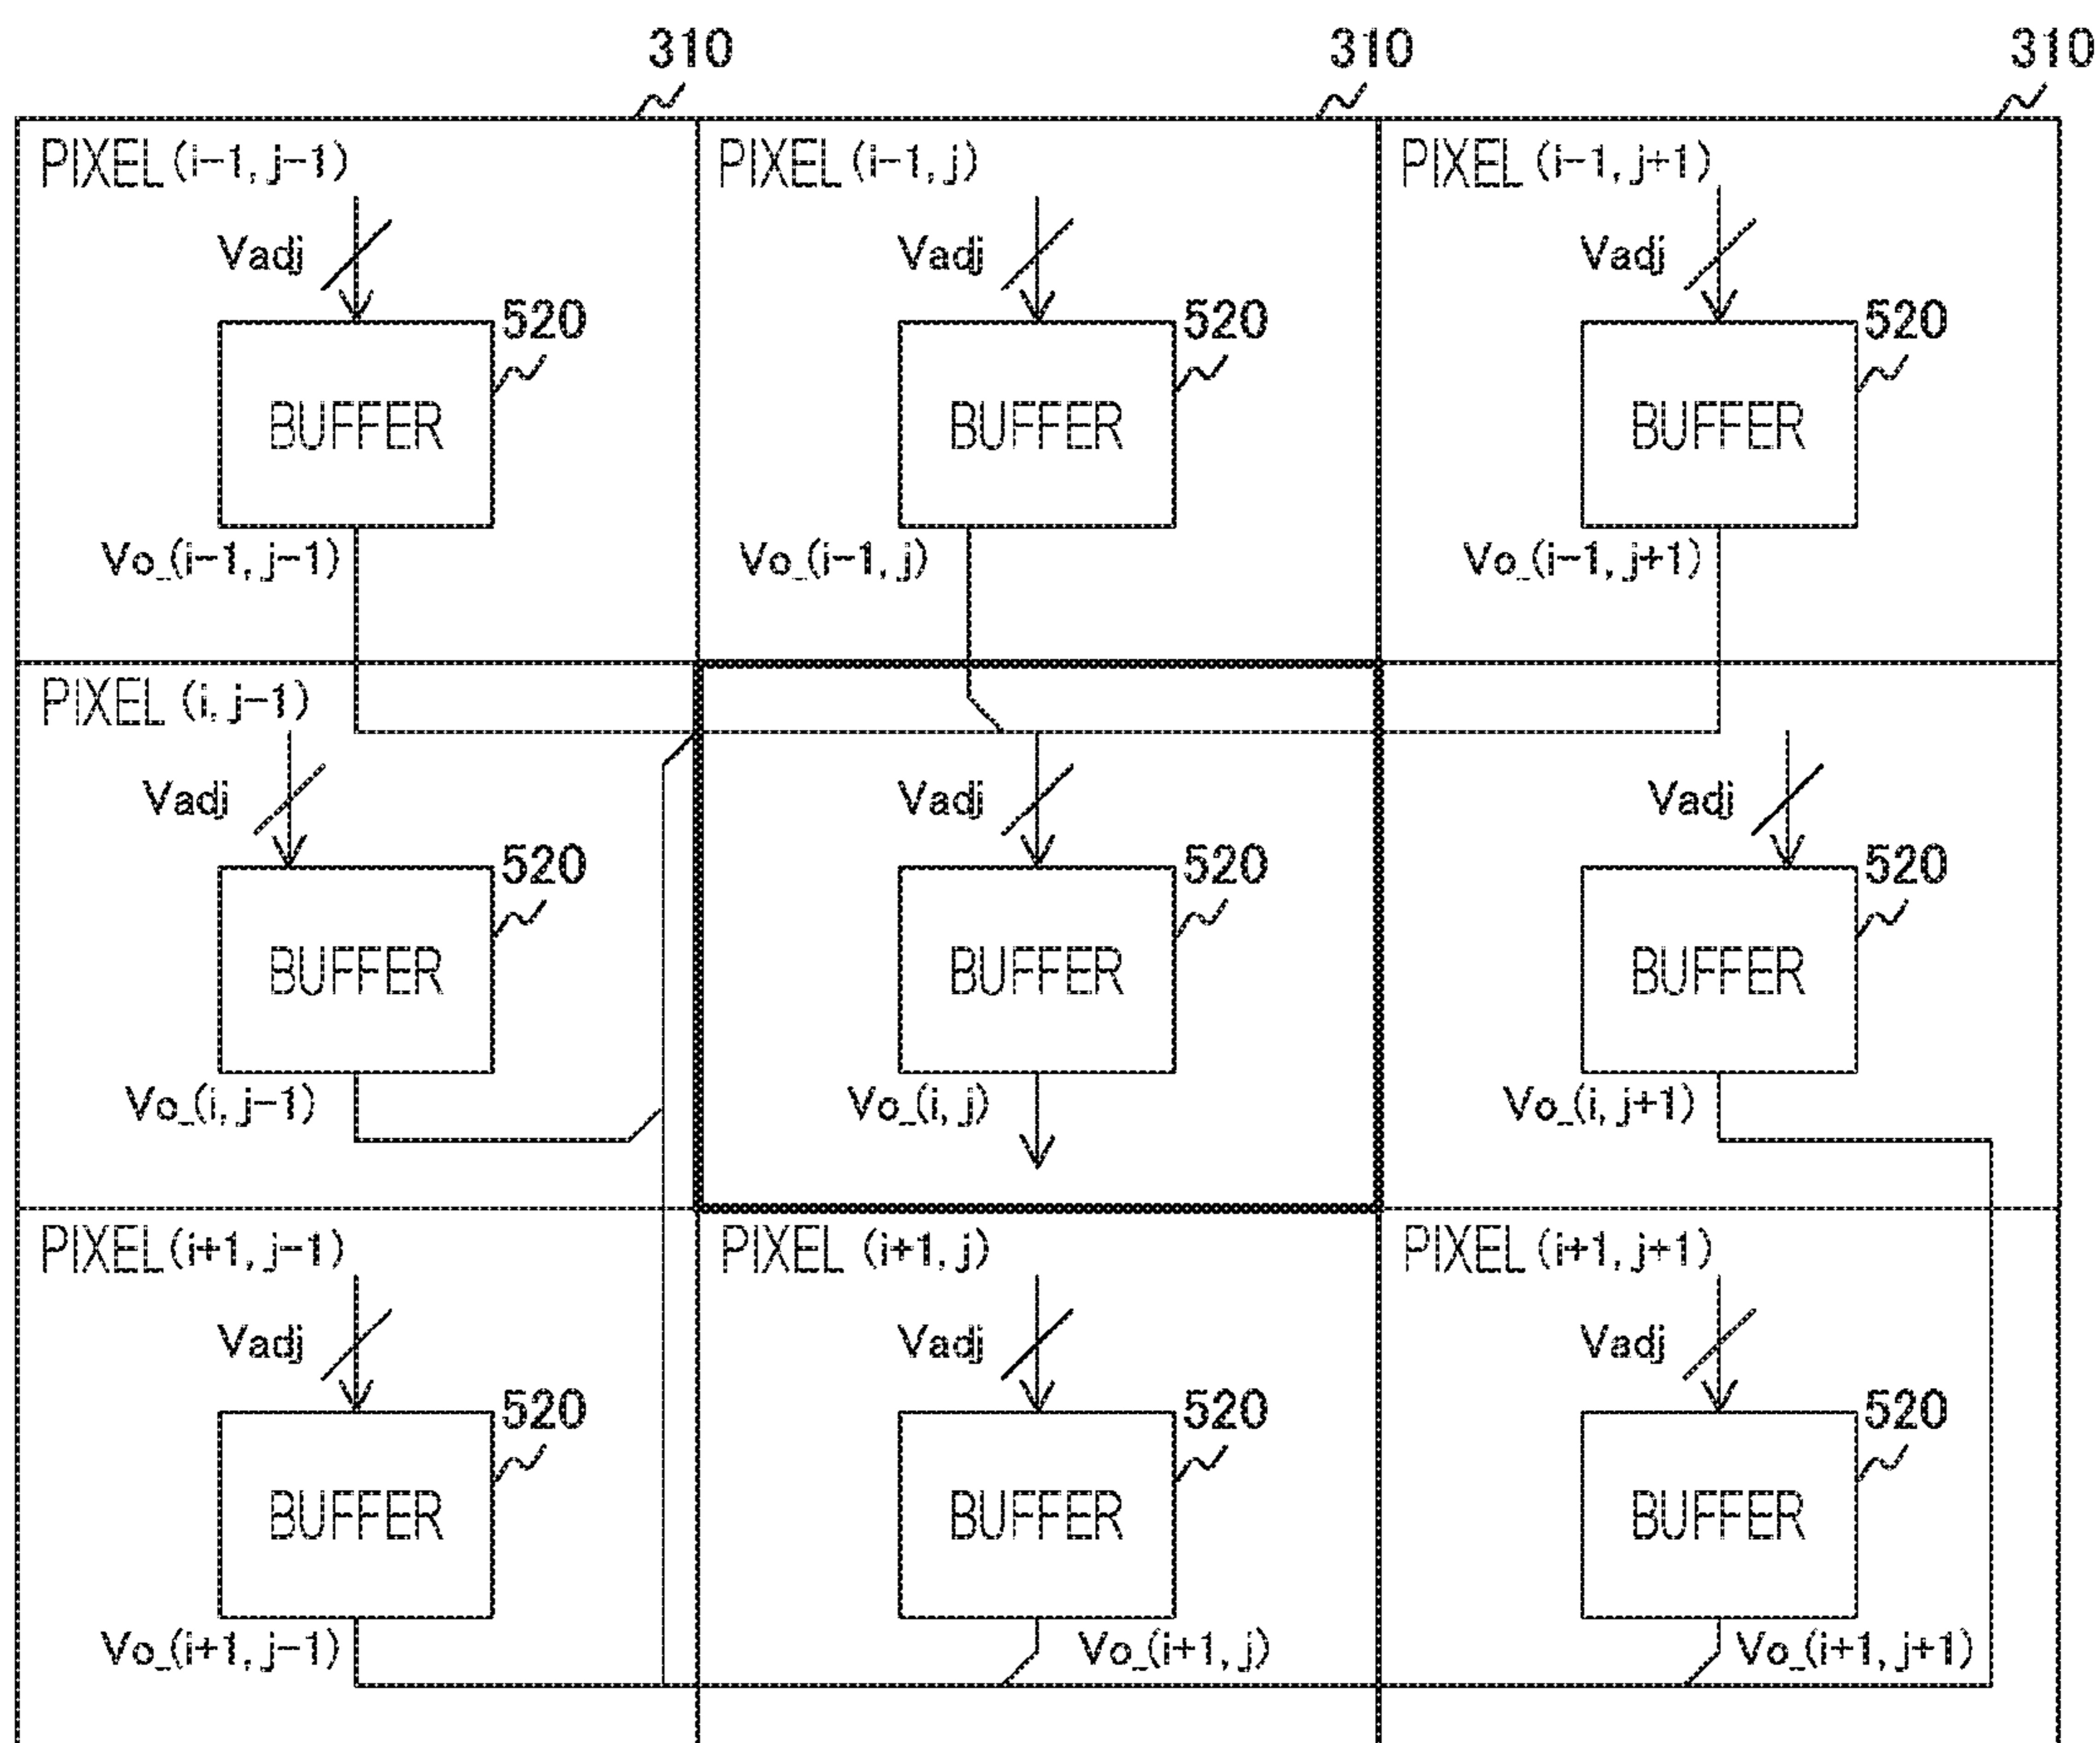 310 310 310
PIXEL (i-1, j-1) PIXEL (i-1, j) PIXEL (i-1, j+1)
Vadj Vadj Vadj
520 520 520
BUFFER BUFFER BUFFER
Vo_(i-1, j-1) Vo_(i-1, j) Vo_(i-1, j+1)
PIXEL (i, j-1)
Vadj Vadj Vadj
520 520 520
BUFFER BUFFER BUFFER
Vo_(i, j-1) Vo_(i, j) Vo_(i, j+1)
PIXEL (i+1, j-1) PIXEL (i+1, j) PIXEL (i+1, j+1)
Vadj Vadj Vadj
520 520 520
BUFFER BUFFER BUFFER
Vo_(i+1, j-1) Vo_(i+1, j) Vo_(i+1, j+1)